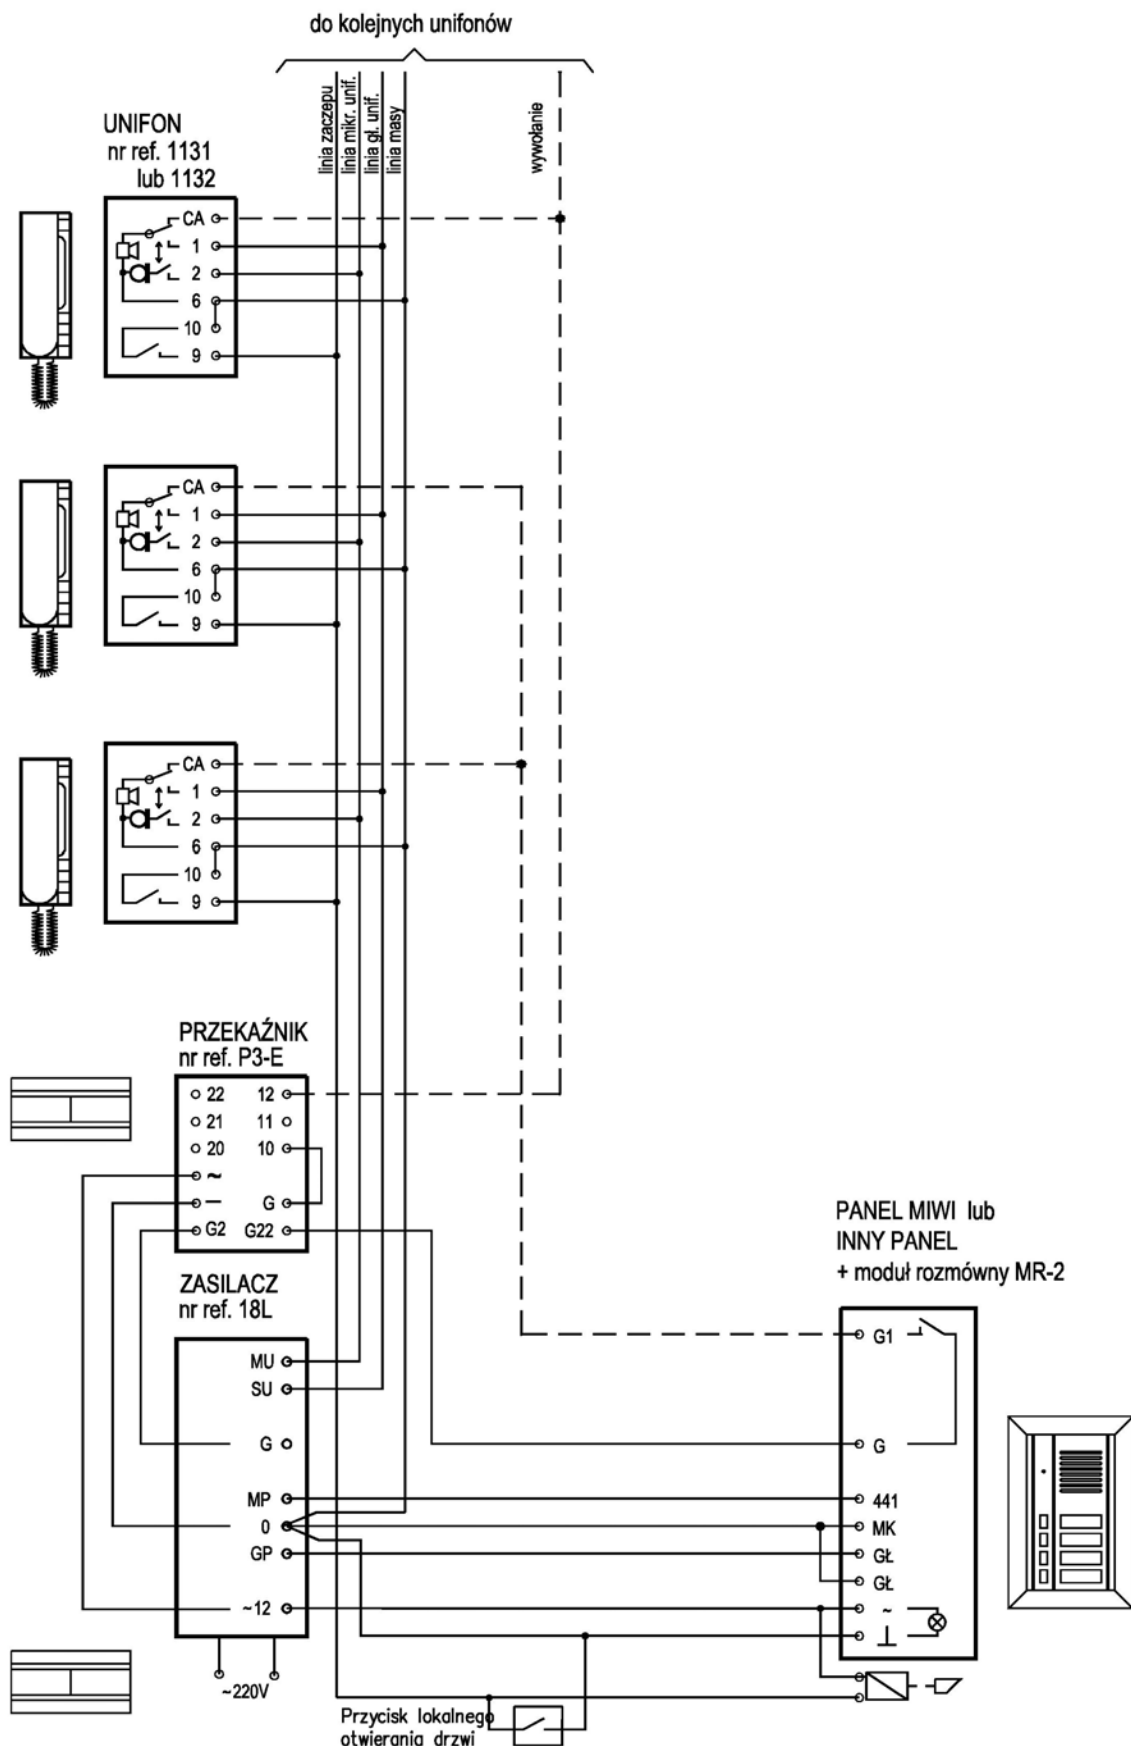 do kolejnych unifonów
linia zaczepu
linia mikr. unif.
linia gł. unif.
linia masy
wywołanie
UNIFON
nr ref. 1131
lub 1132
CA
1
2
6
10
9
CA
1
2
6
10
9
CA
1
2
6
10
9
PRZEKAŹNIK
nr ref. P3-E
22 12
21 11
20 10
~
— G
G2 G22
ZASILACZ
nr ref. 18L
MU
SU
G
MP
0
GP
~12
~220V
PANEL MIWI lub
INNY PANEL
+ moduł rozmówny MR-2
G1
G
441
MK
GŁ
GŁ
~
Przycisk lokalnego
otwierania drzwi